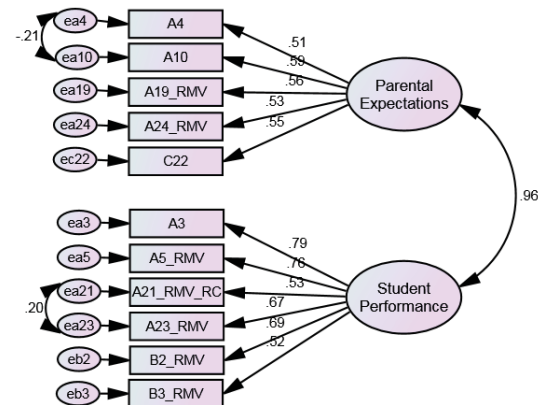 ea4
A4
-.21
.51
ea10
A10
.59
ea19
A19_RMV
.56
Parental
Expectations
ea24
A24_RMV
.53
ec22
C22
.55
.96
ea3
A3
.79
ea5
A5_RMV
.76
ea21
A21_RMV_RC
.53
Student
Performance
.20
ea23
A23_RMV
.67
eb2
B2_RMV
.69
eb3
B3_RMV
.52